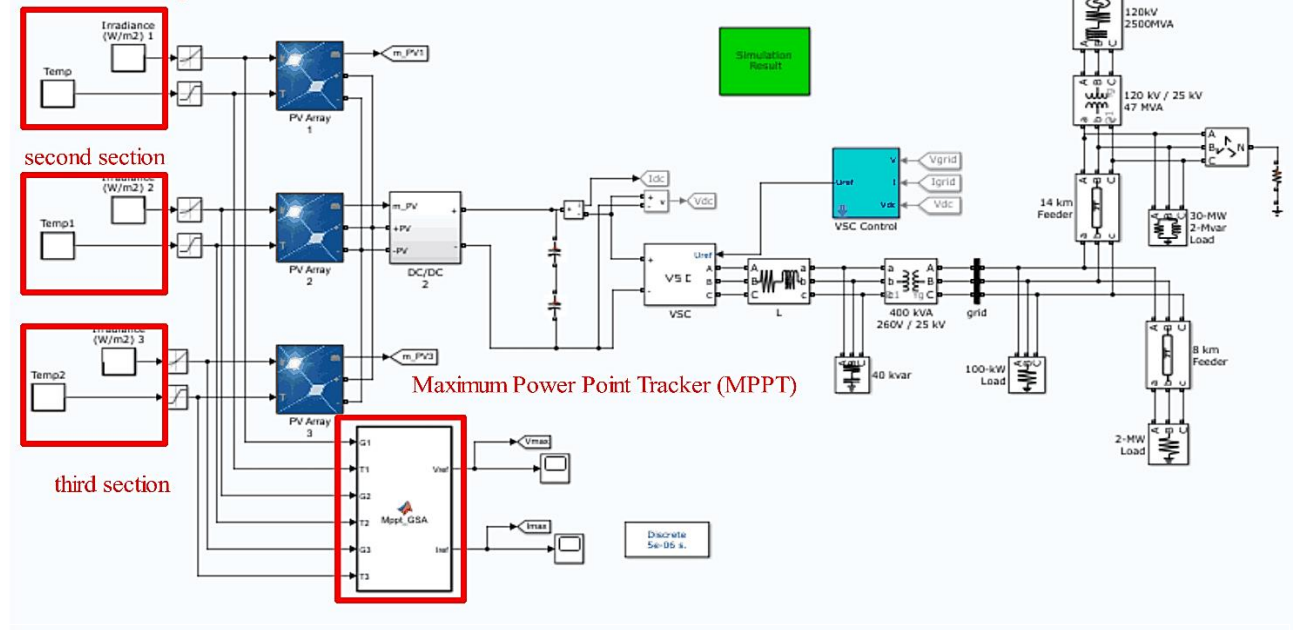 Irradiance
(W/m2) 1
Temp
T
PV Array
1
m_PV1
second section
Irradiance
(W/m2) 2
Temp1
T
PV Array
2
m_PV
+PV
-PV
+
-
DC/DC
2
Idc
+
-
v
Vdc
Simulation
Result
Uref
V
I
Vdc
VSC Control
Vgrid
Igrid
Vdc
Uref
+
-
VSC
A
B
C
VSC
A
B
C
a
b
c
L
a
b
c
A
B
C
Yg
400 kVA
260V / 25 kV
grid
40 kvar
100-kW
Load
120kV
2500MVA
A B C
120 kV / 25 kV
47 MVA
a b c
A
B
C
N
14 km
Feeder
A B C
a b c
30-MW
2-Mvar
Load
8 km
Feeder
A B C
a b c
2-MW
Load
A B C
Irradiance
(W/m2) 3
Temp2
T
PV Array
3
m_PV3
third section
Maximum Power Point Tracker (MPPT)
G1
T1
G2
T2
G3
T3
Mppt_GSA
Vref
Iref
Vmax
Imax
Discrete
5e-06 s.